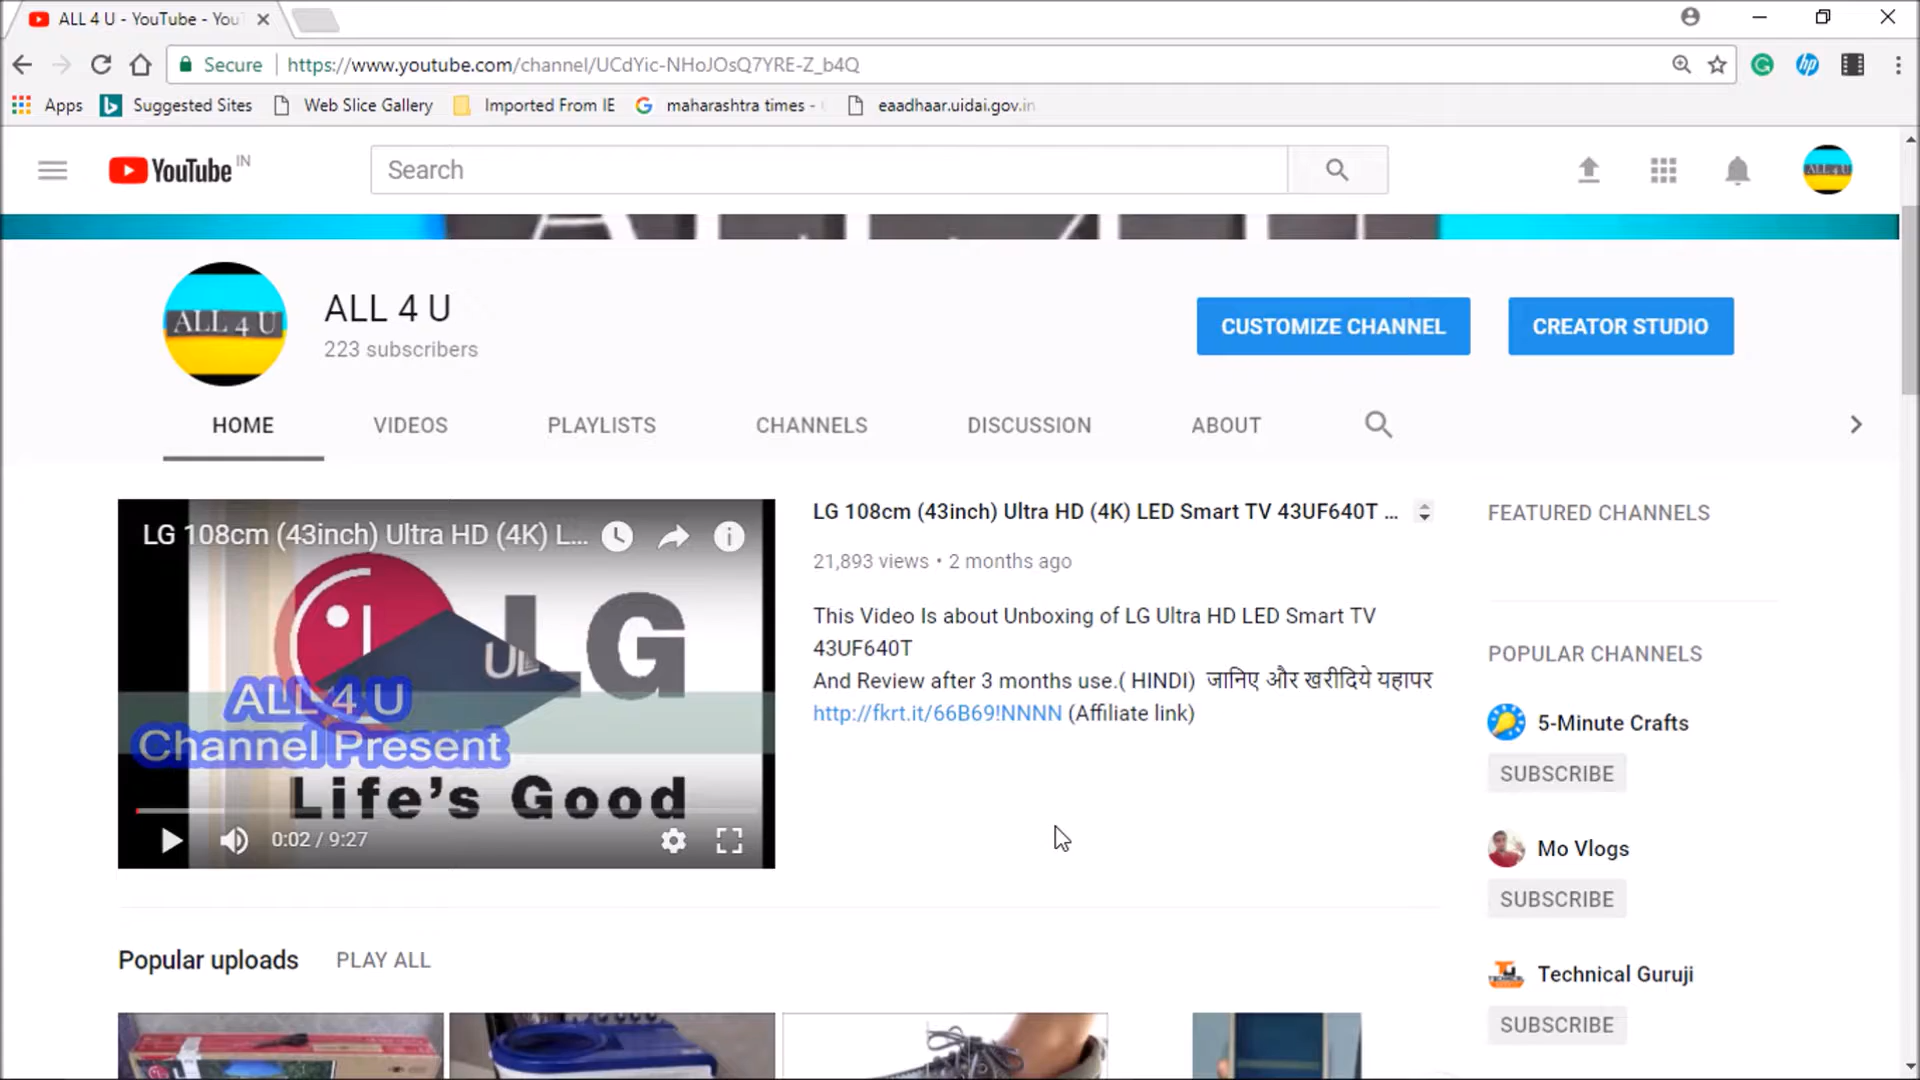 ALL 4 U - YouTube - You
Secure https://www.youtube.com/channel/UCdYic-NHoJOsQ7YRE-Z_b4Q
Apps Suggested Sites Web Slice Gallery Imported From IE maharashtra times - eaadhaar.uidai.gov.in
YouTube IN
Search
ALL 4 U
ALL 4 U
ALL 4 U
223 subscribers
CUSTOMIZE CHANNEL
CREATOR STUDIO
HOME VIDEOS PLAYLISTS CHANNELS DISCUSSION ABOUT
LG 108cm (43inch) Ultra HD (4K) L...
LG
ALL 4 U
Channel Present
Life's Good
0:02 / 9:27
LG 108cm (43inch) Ultra HD (4K) LED Smart TV 43UF640T ...
21,893 views • 2 months ago
This Video Is about Unboxing of LG Ultra HD LED Smart TV
43UF640T
And Review after 3 months use.( HINDI) जानिए और खरीदिये यहापर
http://fkrt.it/66B69!NNNN (Affiliate link)
FEATURED CHANNELS
POPULAR CHANNELS
5-Minute Crafts
SUBSCRIBE
Mo Vlogs
SUBSCRIBE
Technical Guruji
SUBSCRIBE
Popular uploads PLAY ALL